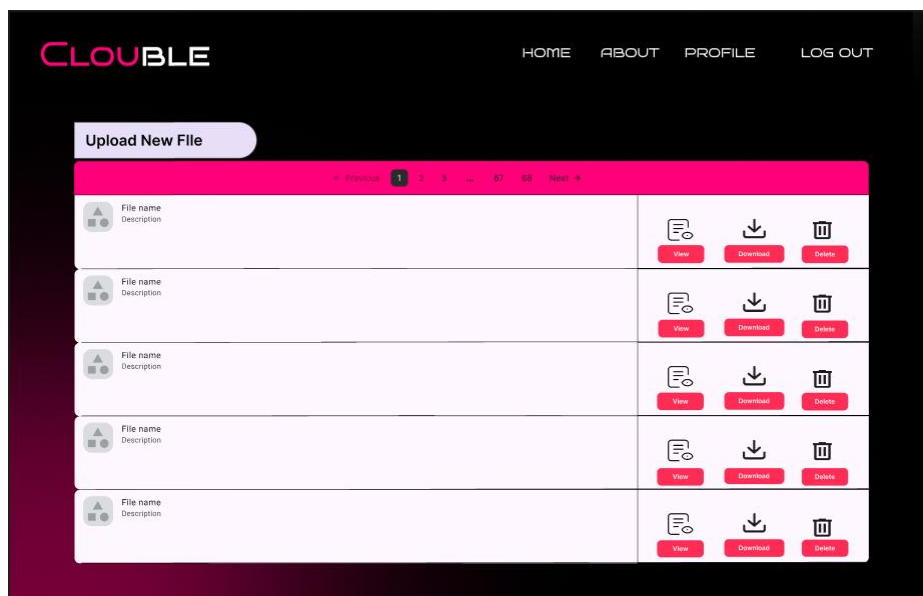 CLOUBLE
HOME ABOUT PROFILE LOG OUT
Upload New FIle
← Previous 1 2 3 ... 67 68 Next →
File name
Description
View Download Delete
File name
Description
View Download Delete
File name
Description
View Download Delete
File name
Description
View Download Delete
File name
Description
View Download Delete